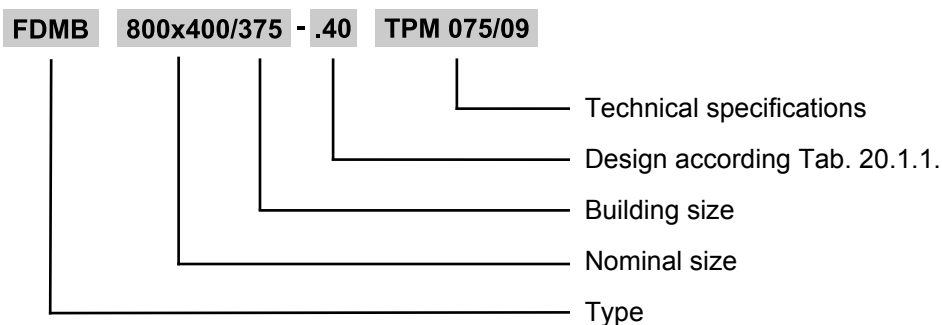 FDMB 800x400/375 - .40 TPM 075/09
Technical specifications
Design according Tab. 20.1.1.
Building size
Nominal size
Type